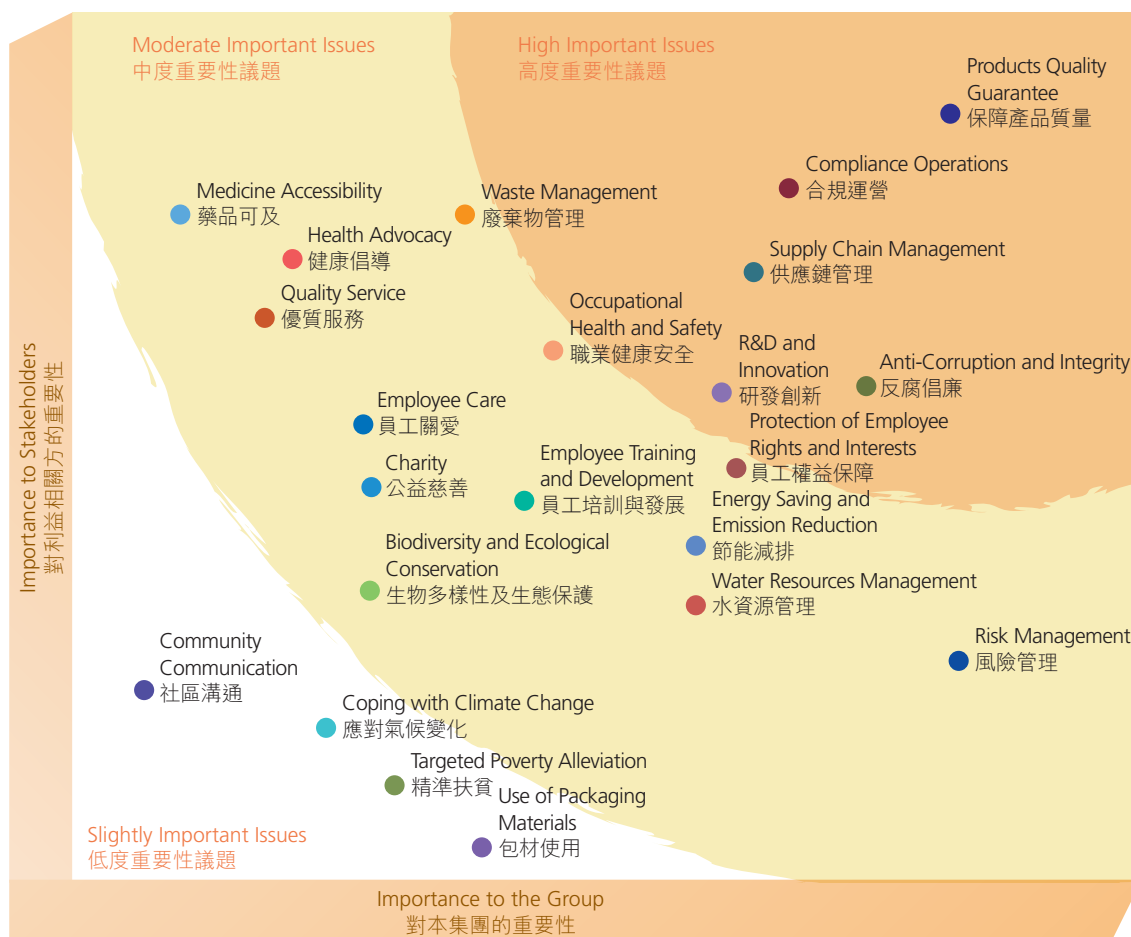 Moderate Important Issues
中度重要性議題
High Important Issues
高度重要性議題
Products Quality
Guarantee
保障產品質量
Compliance Operations
合規運營
Medicine Accessibility
藥品可及
Waste Management
廢棄物管理
Health Advocacy
健康倡導
Supply Chain Management
供應鏈管理
Quality Service
優質服務
Occupational
Health and Safety
職業健康安全
R&D and
Innovation
研發創新
Anti-Corruption and Integrity
反腐倡廉
Employee Care
員工關愛
Protection of Employee
Rights and Interests
員工權益保障
Charity
公益慈善
Employee Training
and Development
員工培訓與發展
Energy Saving and
Emission Reduction
節能減排
Biodiversity and Ecological
Conservation
生物多樣性及生態保護
Water Resources Management
水資源管理
Community
Communication
社區溝通
Risk Management
風險管理
Coping with Climate Change
應對氣候變化
Targeted Poverty Alleviation
精準扶貧
Use of Packaging
Materials
包材使用
Slightly Important Issues
低度重要性議題
Importance to Stakeholders
對利益相關方的重要性
Importance to the Group
對本集團的重要性